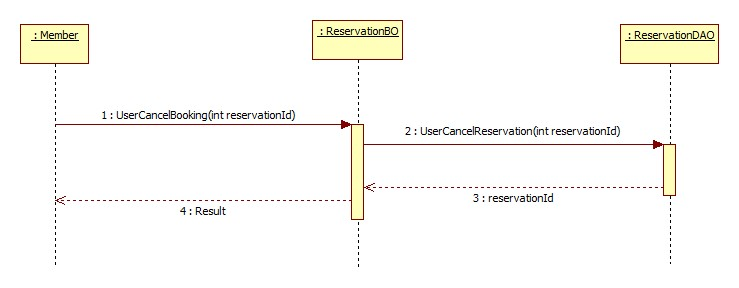 : Member
: ReservationBO
: ReservationDAO
1 : UserCancelBooking(int reservationId)
2 : UserCancelReservation(int reservationId)
3 : reservationId
4 : Result